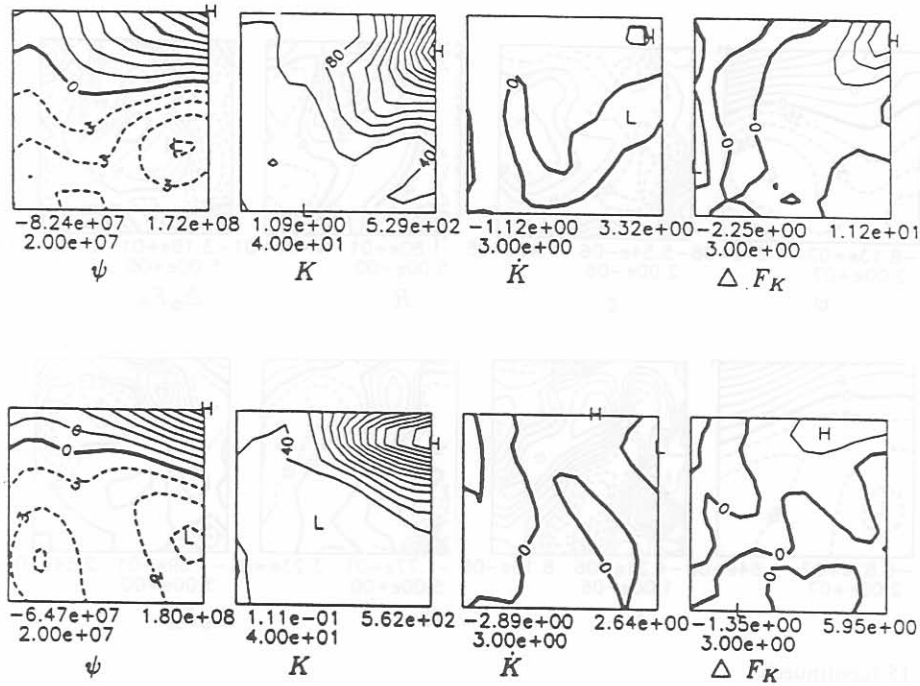 H
0
3
3
3
-8.24e+07 1.72e+08
2.00e+07
ψ
80
H
40
L
1.09e+00 5.29e+02
4.00e+01
K
0
H
L
-1.12e+00 3.32e+00
3.00e+00
K̇
H
0
0
L
-2.25e+00 1.12e+01
3.00e+00
Δ F_K
H
0
0
3
3
L
-6.47e+07 1.80e+08
2.00e+07
ψ
40
H
L
1.11e-01 5.62e+02
4.00e+01
K
H
L
0
0
-2.89e+00 2.64e+00
3.00e+00
K̇
H
0
0
0
-1.35e+00 5.95e+00
3.00e+00
Δ F_K